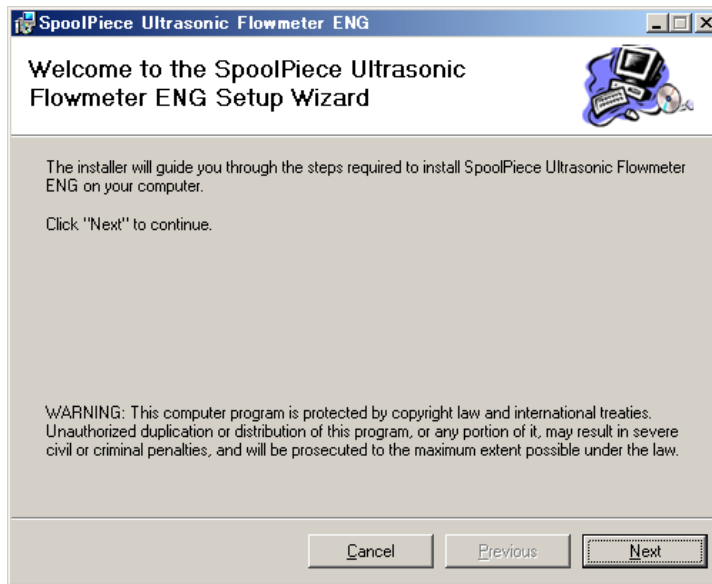 SpoolPiece Ultrasonic Flowmeter ENG
Welcome to the SpoolPiece Ultrasonic
Flowmeter ENG Setup Wizard
The installer will guide you through the steps required to install SpoolPiece Ultrasonic Flowmeter
ENG on your computer.
Click "Next" to continue.
WARNING: This computer program is protected by copyright law and international treaties.
Unauthorized duplication or distribution of this program, or any portion of it, may result in severe
civil or criminal penalties, and will be prosecuted to the maximum extent possible under the law.
Cancel Previous Next